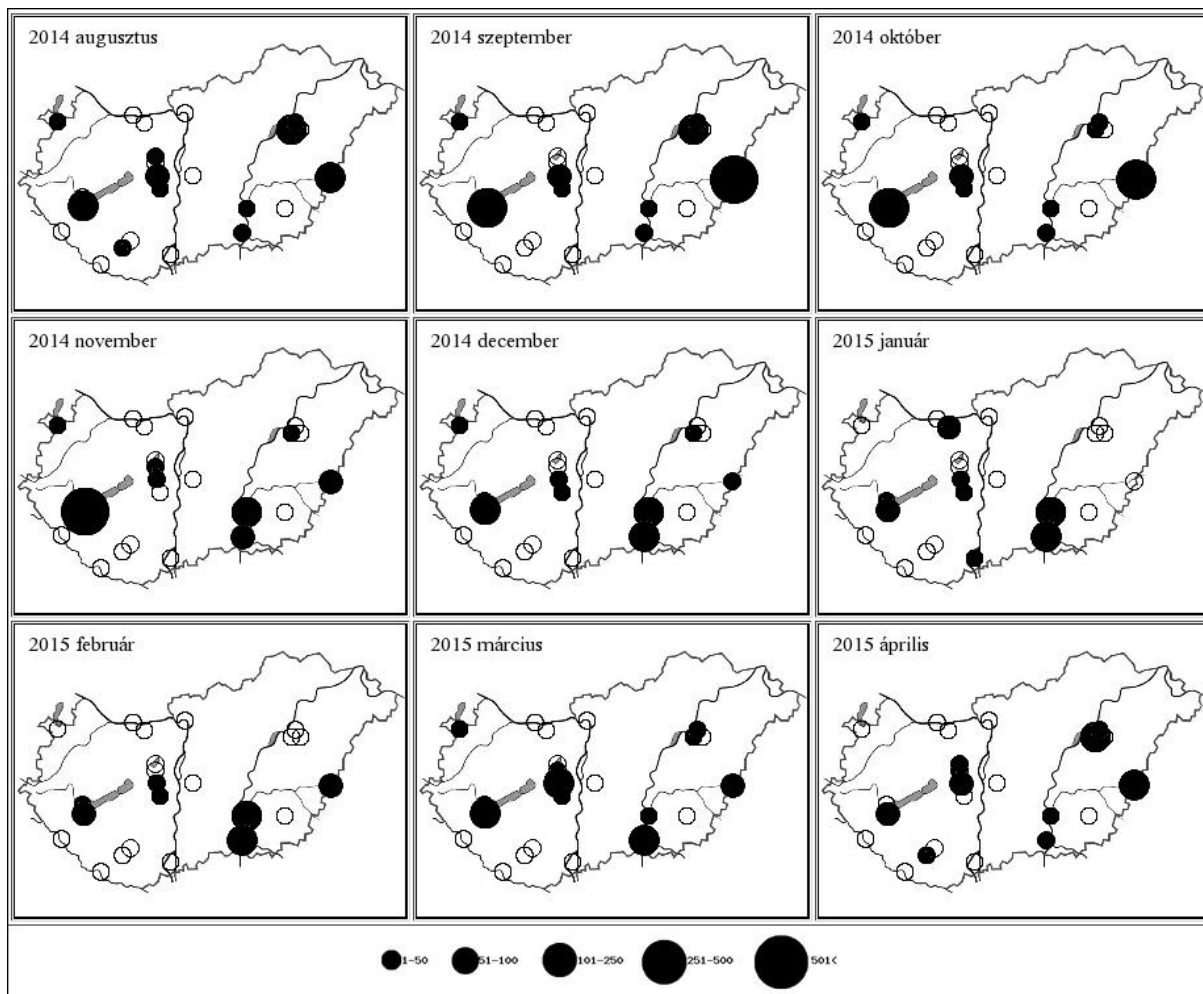 2014 augusztus
2014 szeptember
2014 október
2014 november
2014 december
2015 január
2015 február
2015 március
2015 április
1-50 51-100 101-250 251-500 501<